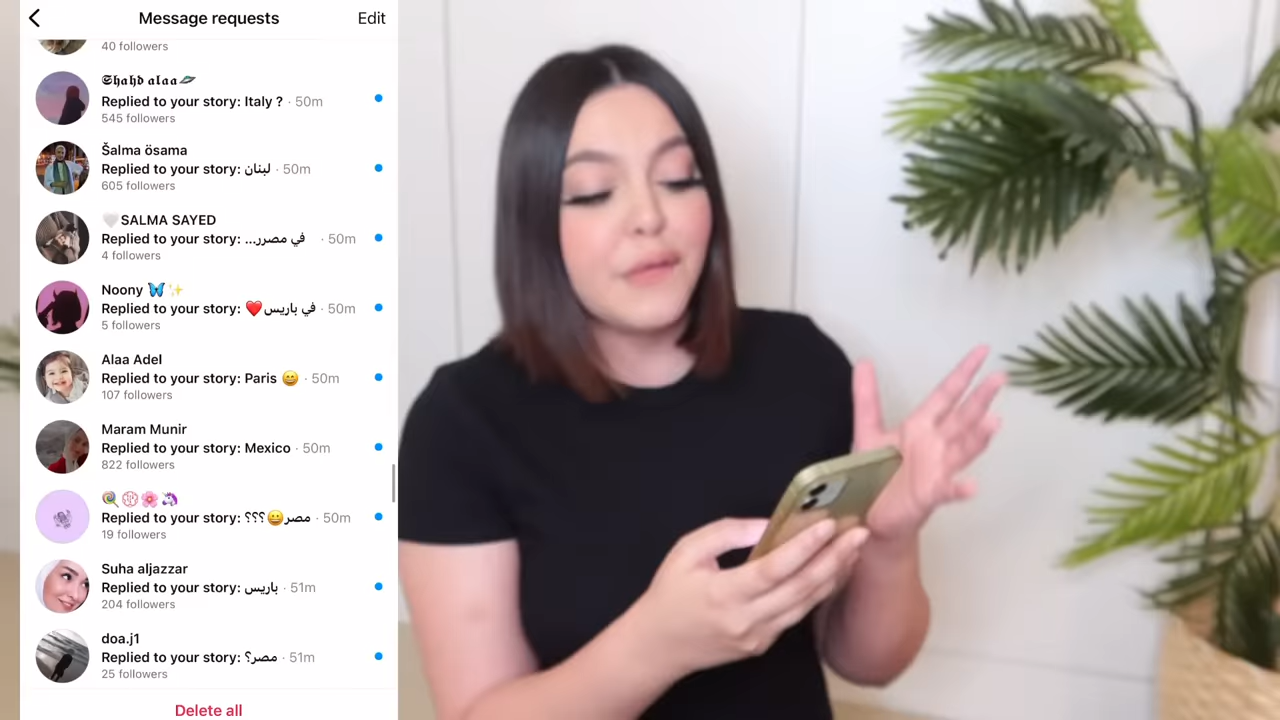 Message requests
Edit
40 followers
𝕾𝖍𝖆𝖍𝖉 𝖆𝖑𝖆𝖆🪐
Replied to your story: Italy ? · 50m
545 followers
Šalma ösama
Replied to your story: لبنان · 50m
605 followers
🤍SALMA SAYED
Replied to your story: في مصرر... · 50m
4 followers
Noony 🦋✨
Replied to your story: في باريس❤️ · 50m
5 followers
Alaa Adel
Replied to your story: Paris 😄 · 50m
107 followers
Maram Munir
Replied to your story: Mexico · 50m
822 followers
🍭🏐🌸🦄
Replied to your story: مصر😀؟؟؟ · 50m
19 followers
Suha aljazzar
Replied to your story: باريس · 51m
204 followers
doa.j1
Replied to your story: مصر؟ · 51m
25 followers
Delete all